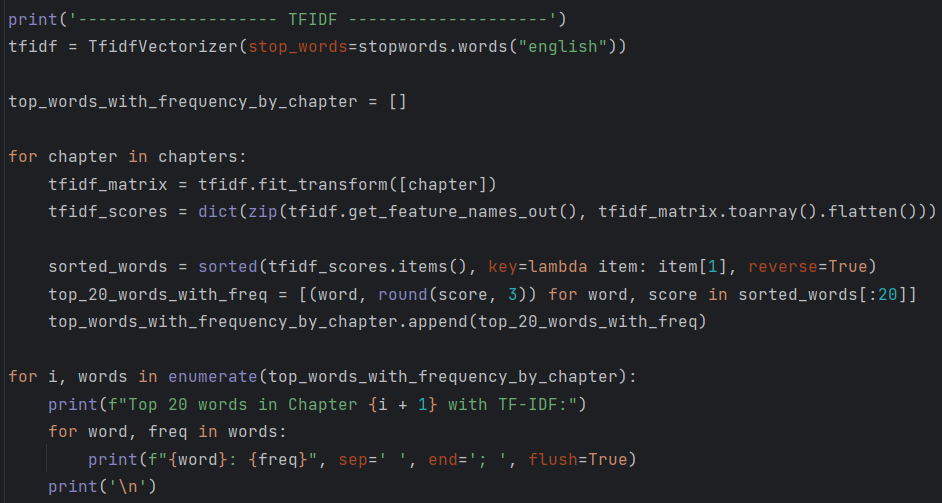 print('-------------------- TFIDF --------------------')
tfidf = TfidfVectorizer(stop_words=stopwords.words("english"))

top_words_with_frequency_by_chapter = []

for chapter in chapters:
    tfidf_matrix = tfidf.fit_transform([chapter])
    tfidf_scores = dict(zip(tfidf.get_feature_names_out(), tfidf_matrix.toarray().flatten()))

    sorted_words = sorted(tfidf_scores.items(), key=lambda item: item[1], reverse=True)
    top_20_words_with_freq = [(word, round(score, 3)) for word, score in sorted_words[:20]]
    top_words_with_frequency_by_chapter.append(top_20_words_with_freq)

for i, words in enumerate(top_words_with_frequency_by_chapter):
    print(f"Top 20 words in Chapter {i + 1} with TF-IDF:")
    for word, freq in words:
        print(f"{word}: {freq}", sep=' ', end='; ', flush=True)
    print('\n')